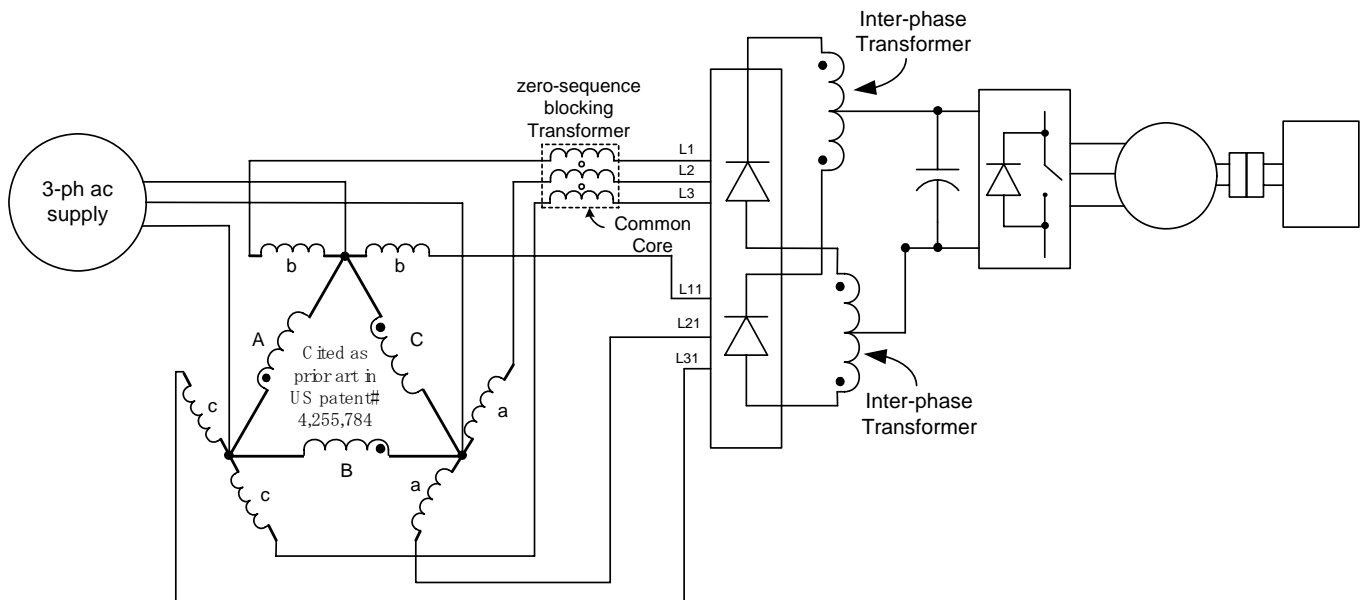 Inter-phase
Transformer
zero-sequence
blocking
Transformer
3-ph ac
supply
L1
L2
L3
Common
Core
b
b
L11
A
C
Cited as
prior art in
US patent#
4,255,784
L21
L31
c
a
B
a
c
Inter-phase
Transformer